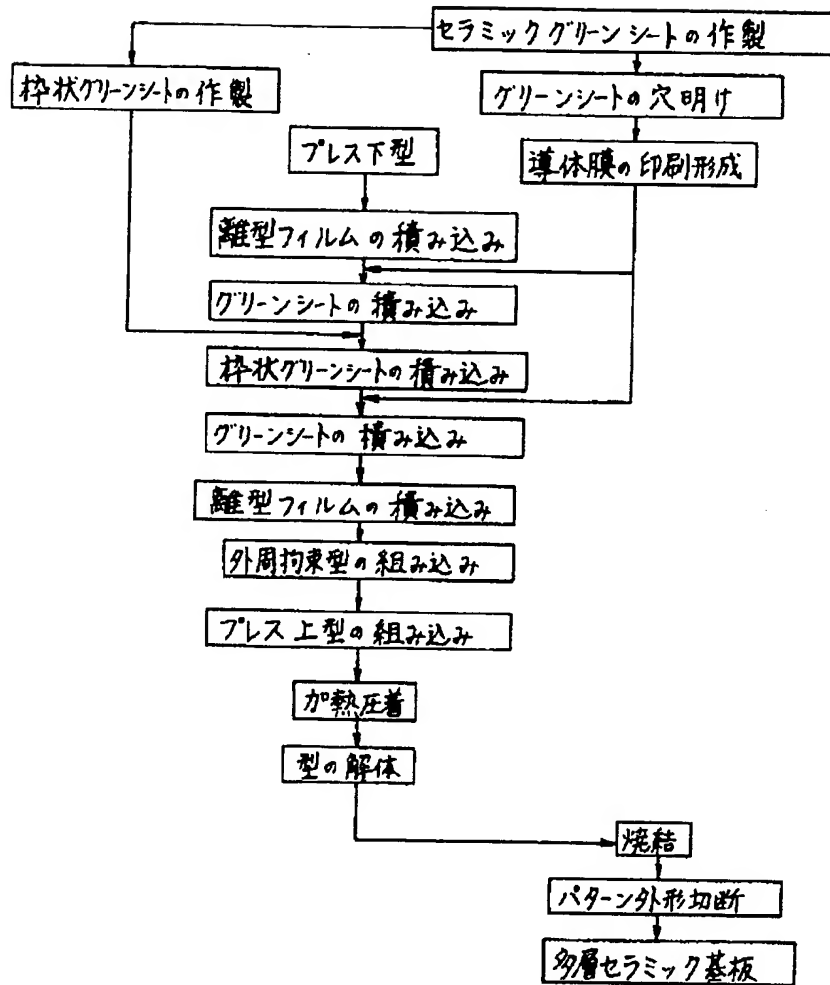 セラミックグリーンシートの作製
枠状グリーンシートの作製
グリーンシートの穴明け
プレス下型
導体膜の印刷形成
離型フィルムの積み込み
グリーンシートの積み込み
枠状グリーンシートの積み込み
グリーンシートの積み込み
離型フィルムの積み込み
外周拘束型の組み込み
プレス上型の組み込み
加熱圧着
型の解体
焼結
パターン外形切断
多層セラミック基板